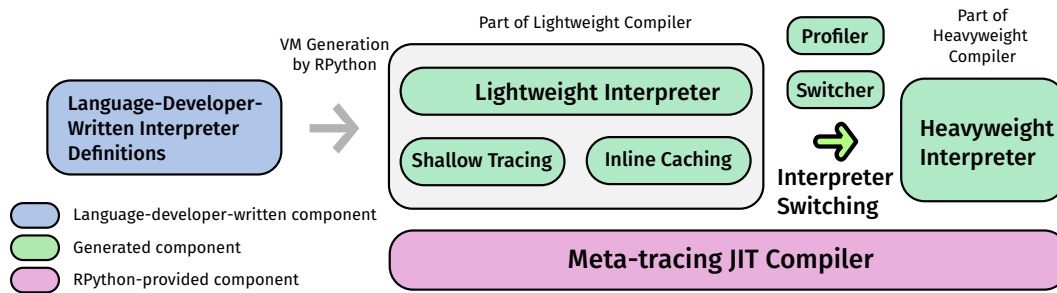 Part of Lightweight Compiler
Part of
Heavyweight
Compiler
VM Generation
by RPython
Profiler
Lightweight Interpreter
Switcher
Language-Developer-
Written Interpreter
Definitions
Heavyweight
Interpreter
Shallow Tracing
Inline Caching
Interpreter
Switching
Language-developer-written component
Generated component
RPython-provided component
Meta-tracing JIT Compiler